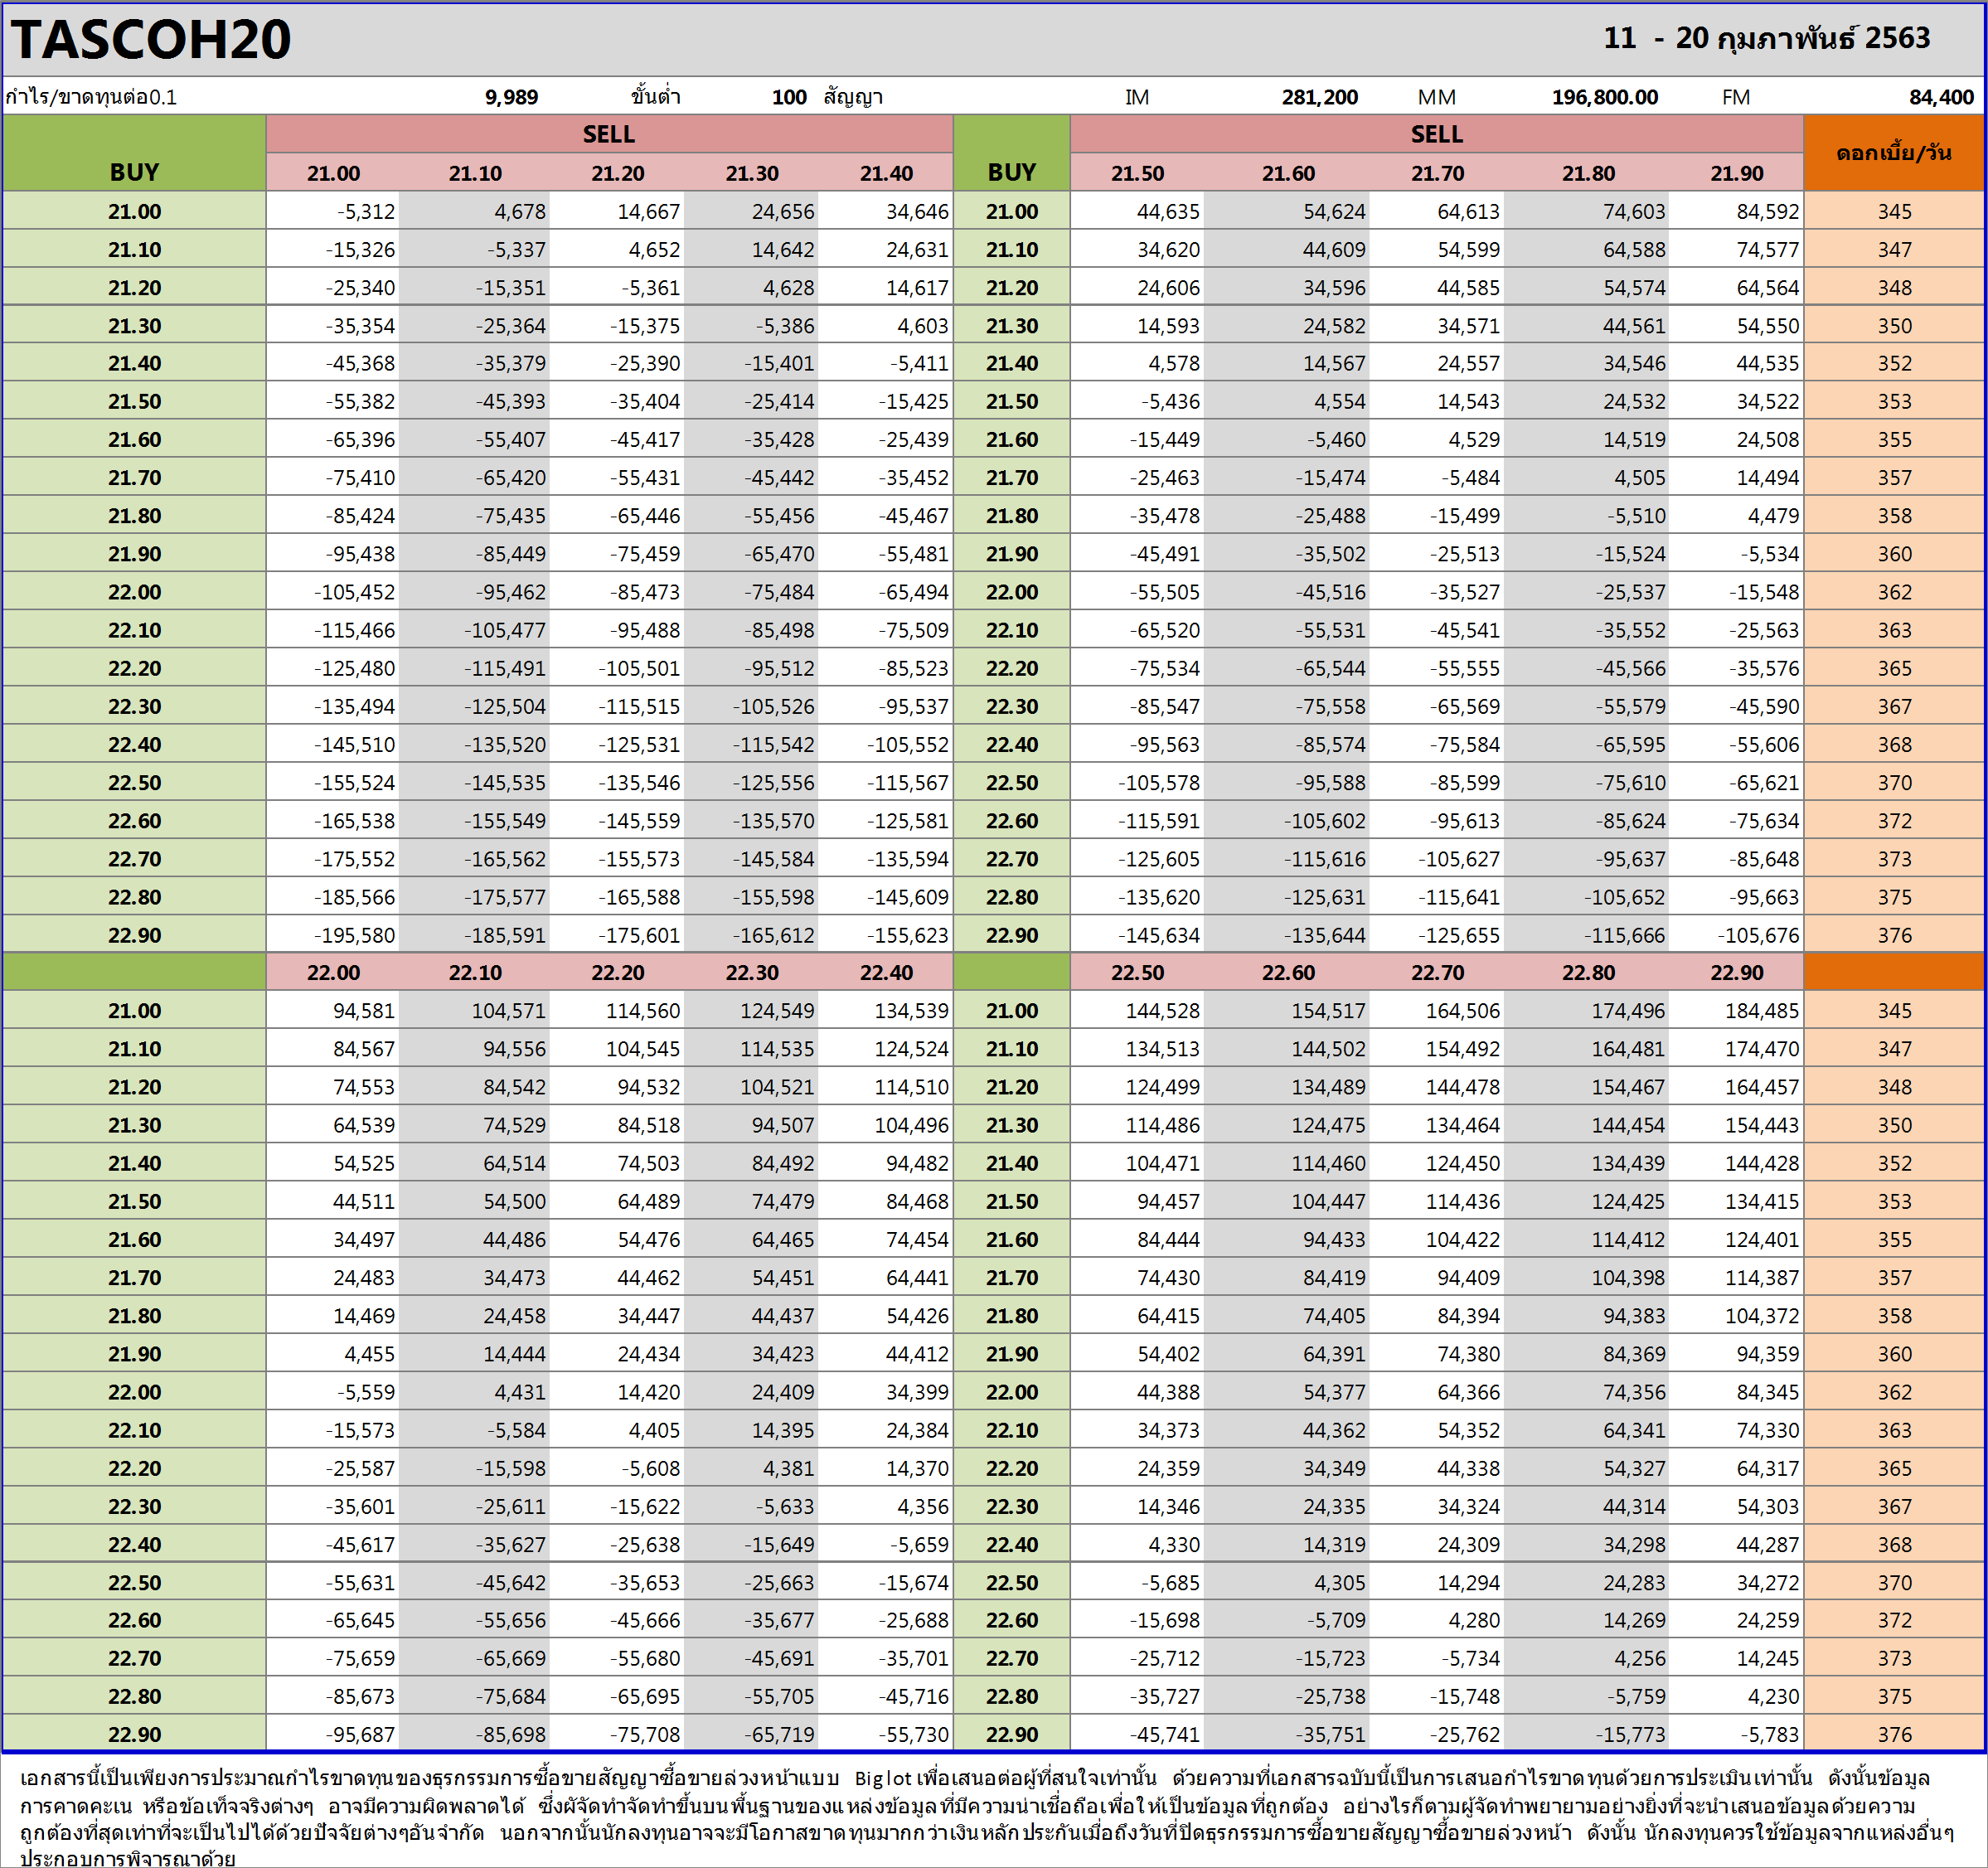 TASCOH20 11 - 20 กุมภาพันธ์ 2563
กำไร/ขาดทุนต่อ0.1 9,989 ขั้นต่ำ 100 สัญญา IM 281,200 MM 196,800.00 FM 84,400
SELL SELL ดอกเบี้ย/วัน
BUY 21.00 21.10 21.20 21.30 21.40 BUY 21.50 21.60 21.70 21.80 21.90
21.00 -5,312 4,678 14,667 24,656 34,646 21.00 44,635 54,624 64,613 74,603 84,592 345
21.10 -15,326 -5,337 4,652 14,642 24,631 21.10 34,620 44,609 54,599 64,588 74,577 347
21.20 -25,340 -15,351 -5,361 4,628 14,617 21.20 24,606 34,596 44,585 54,574 64,564 348
21.30 -35,354 -25,364 -15,375 -5,386 4,603 21.30 14,593 24,582 34,571 44,561 54,550 350
21.40 -45,368 -35,379 -25,390 -15,401 -5,411 21.40 4,578 14,567 24,557 34,546 44,535 352
21.50 -55,382 -45,393 -35,404 -25,414 -15,425 21.50 -5,436 4,554 14,543 24,532 34,522 353
21.60 -65,396 -55,407 -45,417 -35,428 -25,439 21.60 -15,449 -5,460 4,529 14,519 24,508 355
21.70 -75,410 -65,420 -55,431 -45,442 -35,452 21.70 -25,463 -15,474 -5,484 4,505 14,494 357
21.80 -85,424 -75,435 -65,446 -55,456 -45,467 21.80 -35,478 -25,488 -15,499 -5,510 4,479 358
21.90 -95,438 -85,449 -75,459 -65,470 -55,481 21.90 -45,491 -35,502 -25,513 -15,524 -5,534 360
22.00 -105,452 -95,462 -85,473 -75,484 -65,494 22.00 -55,505 -45,516 -35,527 -25,537 -15,548 362
22.10 -115,466 -105,477 -95,488 -85,498 -75,509 22.10 -65,520 -55,531 -45,541 -35,552 -25,563 363
22.20 -125,480 -115,491 -105,501 -95,512 -85,523 22.20 -75,534 -65,544 -55,555 -45,566 -35,576 365
22.30 -135,494 -125,504 -115,515 -105,526 -95,537 22.30 -85,547 -75,558 -65,569 -55,579 -45,590 367
22.40 -145,510 -135,520 -125,531 -115,542 -105,552 22.40 -95,563 -85,574 -75,584 -65,595 -55,606 368
22.50 -155,524 -145,535 -135,546 -125,556 -115,567 22.50 -105,578 -95,588 -85,599 -75,610 -65,621 370
22.60 -165,538 -155,549 -145,559 -135,570 -125,581 22.60 -115,591 -105,602 -95,613 -85,624 -75,634 372
22.70 -175,552 -165,562 -155,573 -145,584 -135,594 22.70 -125,605 -115,616 -105,627 -95,637 -85,648 373
22.80 -185,566 -175,577 -165,588 -155,598 -145,609 22.80 -135,620 -125,631 -115,641 -105,652 -95,663 375
22.90 -195,580 -185,591 -175,601 -165,612 -155,623 22.90 -145,634 -135,644 -125,655 -115,666 -105,676 376
22.00 22.10 22.20 22.30 22.40 22.50 22.60 22.70 22.80 22.90
21.00 94,581 104,571 114,560 124,549 134,539 21.00 144,528 154,517 164,506 174,496 184,485 345
21.10 84,567 94,556 104,545 114,535 124,524 21.10 134,513 144,502 154,492 164,481 174,470 347
21.20 74,553 84,542 94,532 104,521 114,510 21.20 124,499 134,489 144,478 154,467 164,457 348
21.30 64,539 74,529 84,518 94,507 104,496 21.30 114,486 124,475 134,464 144,454 154,443 350
21.40 54,525 64,514 74,503 84,492 94,482 21.40 104,471 114,460 124,450 134,439 144,428 352
21.50 44,511 54,500 64,489 74,479 84,468 21.50 94,457 104,447 114,436 124,425 134,415 353
21.60 34,497 44,486 54,476 64,465 74,454 21.60 84,444 94,433 104,422 114,412 124,401 355
21.70 24,483 34,473 44,462 54,451 64,441 21.70 74,430 84,419 94,409 104,398 114,387 357
21.80 14,469 24,458 34,447 44,437 54,426 21.80 64,415 74,405 84,394 94,383 104,372 358
21.90 4,455 14,444 24,434 34,423 44,412 21.90 54,402 64,391 74,380 84,369 94,359 360
22.00 -5,559 4,431 14,420 24,409 34,399 22.00 44,388 54,377 64,366 74,356 84,345 362
22.10 -15,573 -5,584 4,405 14,395 24,384 22.10 34,373 44,362 54,352 64,341 74,330 363
22.20 -25,587 -15,598 -5,608 4,381 14,370 22.20 24,359 34,349 44,338 54,327 64,317 365
22.30 -35,601 -25,611 -15,622 -5,633 4,356 22.30 14,346 24,335 34,324 44,314 54,303 367
22.40 -45,617 -35,627 -25,638 -15,649 -5,659 22.40 4,330 14,319 24,309 34,298 44,287 368
22.50 -55,631 -45,642 -35,653 -25,663 -15,674 22.50 -5,685 4,305 14,294 24,283 34,272 370
22.60 -65,645 -55,656 -45,666 -35,677 -25,688 22.60 -15,698 -5,709 4,280 14,269 24,259 372
22.70 -75,659 -65,669 -55,680 -45,691 -35,701 22.70 -25,712 -15,723 -5,734 4,256 14,245 373
22.80 -85,673 -75,684 -65,695 -55,705 -45,716 22.80 -35,727 -25,738 -15,748 -5,759 4,230 375
22.90 -95,687 -85,698 -75,708 -65,719 -55,730 22.90 -45,741 -35,751 -25,762 -15,773 -5,783 376
เอกสารนี้เป็นเพียงการประมาณกำไรขาดทุนของธุรกรรมการซื้อขายสัญญาซื้อขายล่วงหน้าแบบ Biglot เพื่อเสนอต่อผู้ที่สนใจเท่านั้น ด้วยความที่เอกสารฉบับนี้เป็นการเสนอกำไรขาดทุนด้วยการประเมินเท่านั้น ดังนั้นข้อมูล
การคาดคะเน หรือข้อเท็จจริงต่างๆ อาจมีความผิดพลาดได้ ซึ่งผัจัดทำจัดทำขึ้นบนพื้นฐานของแหล่งข้อมูลที่มีความน่าเชื่อถือเพื่อให้เป็นข้อมูลที่ถูกต้อง อย่างไรก็ตามผู้จัดทำพยายามอย่างยิ่งที่จะนำเสนอข้อมูลด้วยความ
ถูกต้องที่สุดเท่าที่จะเป็นไปได้ด้วยปัจจัยต่างๆอันจำกัด นอกจากนั้นนักลงทุนอาจจะมีโอกาสขาดทุนมากกว่าเงินหลักประกันเมื่อถึงวันที่ปิดธุรกรรมการซื้อขายสัญญาซื้อขายล่วงหน้า ดังนั้น นักลงทุนควรใช้ข้อมูลจากแหล่งอื่นๆ
ประกอบการพิจารณาด้วย